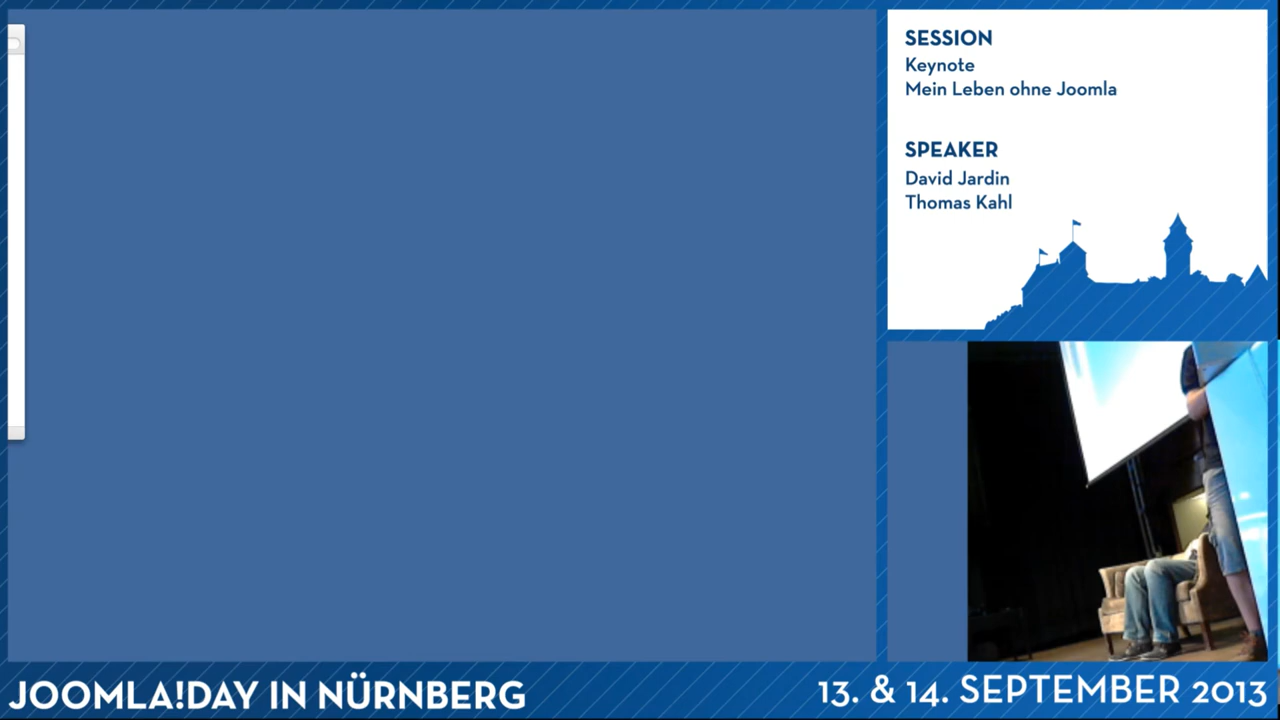 SESSION
Keynote
Mein Leben ohne Joomla
SPEAKER
David Jardin
Thomas Kahl
JOOMLA!DAY IN NÜRNBERG
13. & 14. SEPTEMBER 2013